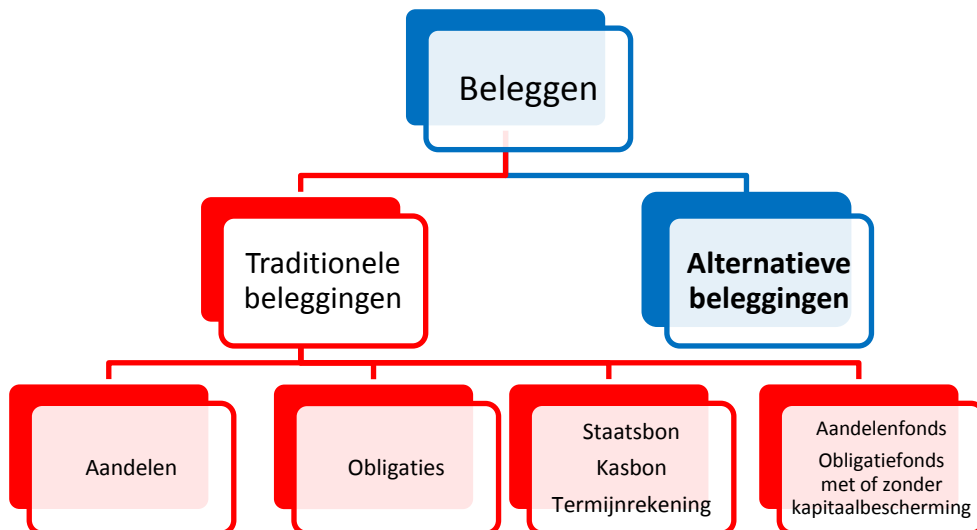 Beleggen
Traditionele
beleggingen
Alternatieve
beleggingen
Aandelen
Obligaties
Staatsbon
Kasbon
Termijnrekening
Aandelenfonds
Obligatiefonds
met of zonder
kapitaalbescherming